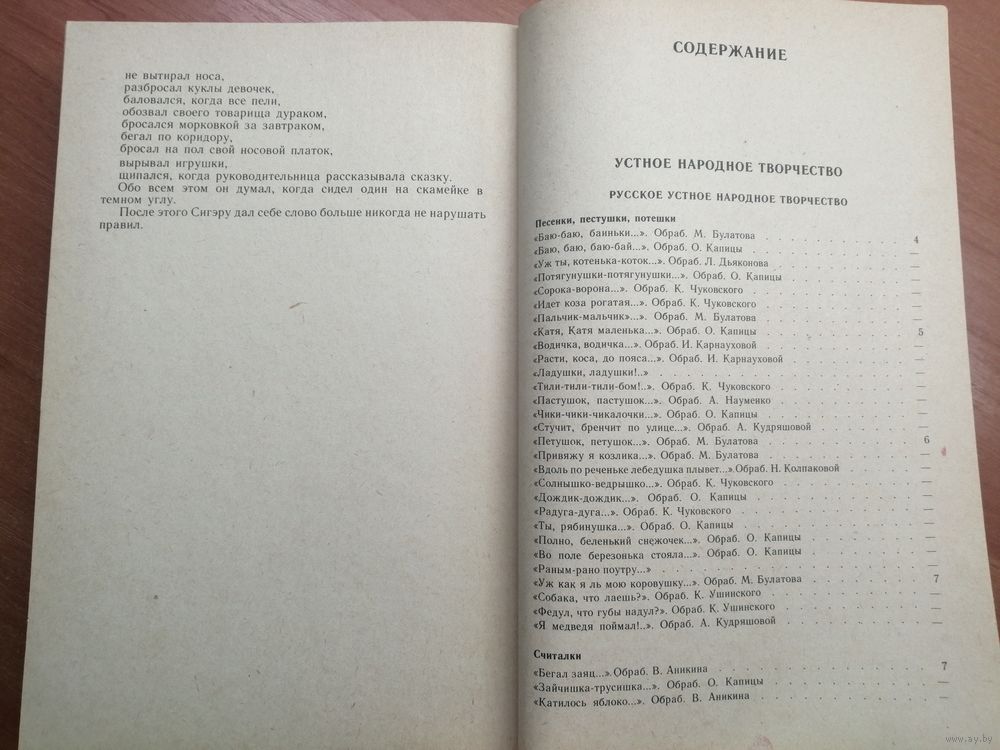 не вытирал носа,
разбросал куклы девочек,
баловался, когда все пели,
обозвал своего товарища дураком,
бросался морковкой за завтраком,
бегал по коридору,
бросал на пол свой носовой платок,
вырывал игрушки,
щипался, когда руководительница рассказывала сказку.
Обо всем этом он думал, когда сидел один на скамейке в
темном углу.
После этого Сигэру дал себе слово больше никогда не нарушать
правил.
СОДЕРЖАНИЕ
УСТНОЕ НАРОДНОЕ ТВОРЧЕСТВО
РУССКОЕ УСТНОЕ НАРОДНОЕ ТВОРЧЕСТВО
Песенки, пестушки, потешки
«Баю-баю, баиньки...». Обраб. М. Булатова . . . . . . . . . . 4
«Баю, баю, баю-бай...». Обраб. О. Капицы . . . . . . . . . . —
«Уж ты, котенька-коток...». Обраб. Л. Дьяконова . . . . . . . . . . —
«Потягунушки-потягунушки...». Обраб. О. Капицы . . . . . . . . . . —
«Сорока-ворона...». Обраб. К. Чуковского . . . . . . . . . . —
«Идет коза рогатая...». Обраб. К. Чуковского . . . . . . . . . . —
«Пальчик-мальчик»...». Обраб. М. Булатова . . . . . . . . . . —
«Катя, Катя маленька...». Обраб. О. Капицы . . . . . . . . . . 5
«Водичка, водичка...». Обраб. И. Карнауховой . . . . . . . . . . —
«Расти, коса, до пояса...». Обраб. И. Карнауховой . . . . . . . . . . —
«Ладушки, ладушки!..» . . . . . . . . . . —
«Тили-тили-тили-бом!..». Обраб. К. Чуковского . . . . . . . . . . —
«Пастушок, пастушок...». Обраб. А. Науменко . . . . . . . . . . —
«Чики-чики-чикалочки...». Обраб. О. Капицы . . . . . . . . . . —
«Стучит, бренчит по улице...». Обраб. А. Кудряшовой . . . . . . . . . . —
«Петушок, петушок...». Обраб. М. Булатова . . . . . . . . . . 6
«Привяжу я козлика...». Обраб. М. Булатова . . . . . . . . . . —
«Вдоль по реченьке лебедушка плывет...».Обраб. Н. Колпаковой . . . . . . . —
«Солнышко-ведрышко...». Обраб. К. Чуковского . . . . . . . . . . —
«Дождик-дождик...». Обраб. О. Капицы . . . . . . . . . . —
«Радуга-дуга...». Обраб. К. Чуковского . . . . . . . . . . —
«Ты, рябинушка...». Обраб. О. Капицы . . . . . . . . . . —
«Полно, беленький снежочек...». Обраб. О. Капицы . . . . . . . . . . —
«Во поле березонька стояла...». Обраб. О. Капицы . . . . . . . . . . —
«Раным-рано поутру...» . . . . . . . . . . —
«Уж как я ль мою коровушку...». Обраб. М. Булатова . . . . . . . . . . 7
«Собака, что лаешь?». Обраб. К. Ушинского . . . . . . . . . . —
«Федул, что губы надул?». Обраб. К. Ушинского . . . . . . . . . . —
«Я медведя поймал!..». Обраб. А. Кудряшовой . . . . . . . . . . —
Считалки
«Бегал заяц...».Обраб. В. Аникина . . . . . . . . . . 7
«Зайчишка-трусишка...». Обраб. О. Капицы . . . . . . . . . . —
«Катилось яблоко...». Обраб. В. Аникина . . . . . . . . . . —
www.ay.by